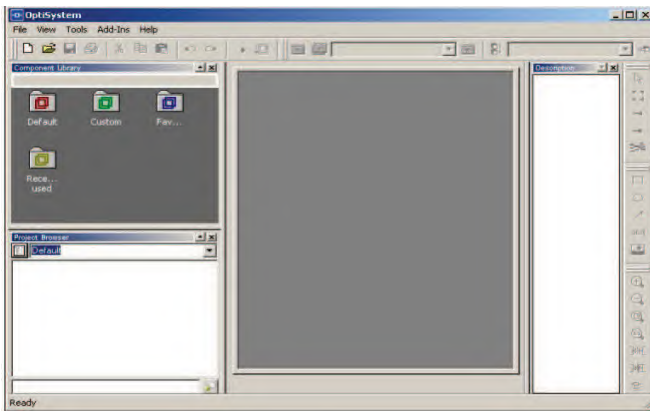 OptiSystem
File View Tools Add-Ins Help
Component Library
Default Custom Fav...
Rece...
used
Project Browser
Default
Description
Ready